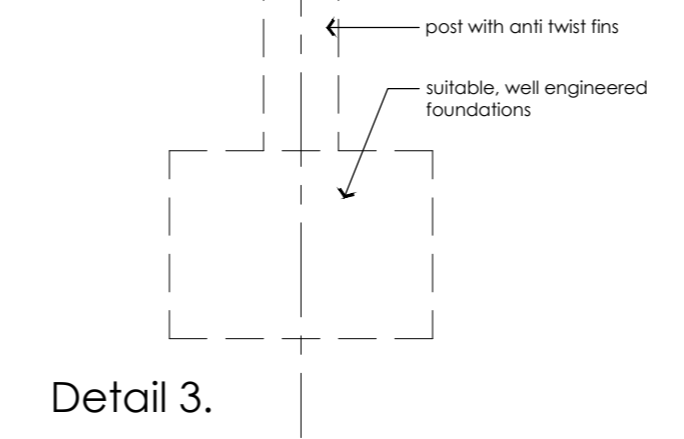 post with anti twist fins
suitable, well engineered
foundations
Detail 3.